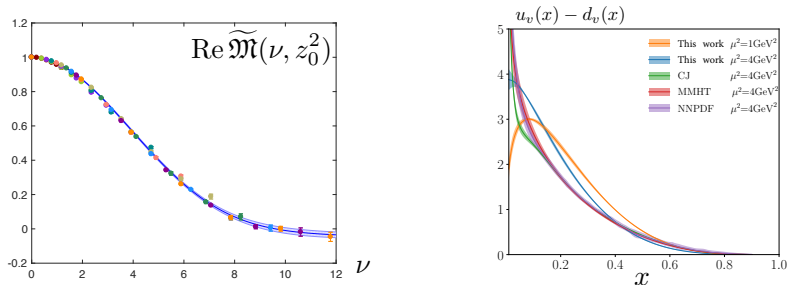 1.2
1
0.8
0.6
0.4
0.2
0
-0.2
0
2
4
6
8
10
12
ν
Re 𝔐̃(ν, z₀²)
u_v(x) − d_v(x)
5
4
3
2
1
0
0.2
0.4
0.6
0.8
1.0
x
This work μ²=1GeV²
This work μ²=4GeV²
CJ μ²=4GeV²
MMHT μ²=4GeV²
NNPDF μ²=4GeV²